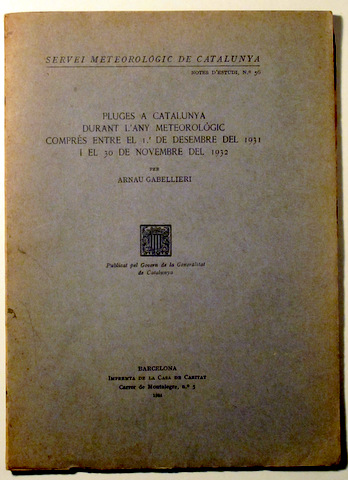 SERVEI METEOROLÒGIC DE CATALUNYA
NOTES D'ESTUDI, N.º 56
PLUGES A CATALUNYA
DURANT L'ANY METEOROLÒGIC
COMPRÈS ENTRE EL 1.ʳ DE DESEMBRE DEL 1931
I EL 30 DE NOVEMBRE DEL 1932
PER
ARNAU GABELLIERI
Publicat pel Govern de la Generalitat
de Catalunya
BARCELONA
IMPREMTA DE LA CASA DE CARITAT
Carrer de Montalegre, n.º 5